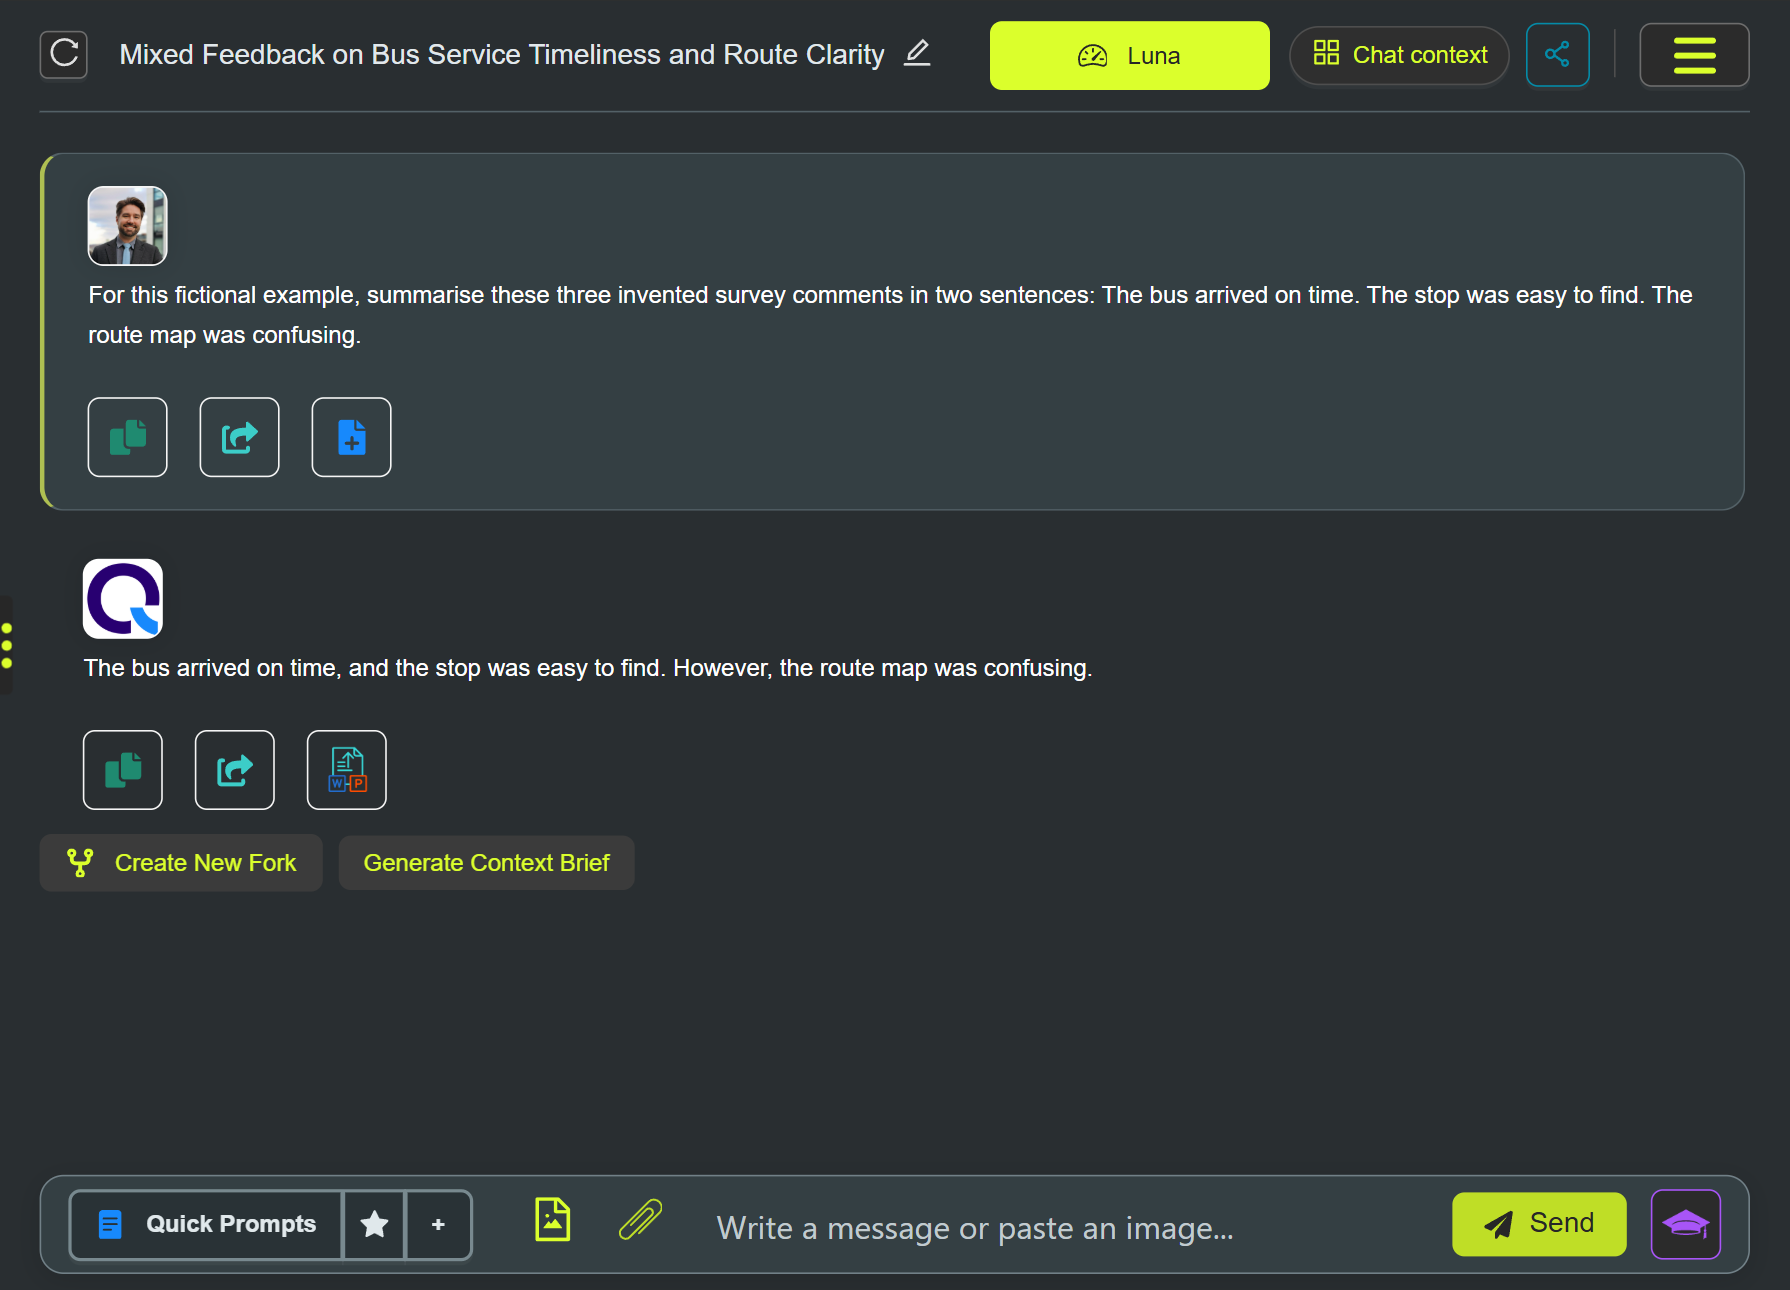 Mixed Feedback on Bus Service Timeliness and Route Clarity
Luna
Chat context
For this fictional example, summarise these three invented survey comments in two sentences: The bus arrived on time. The stop was easy to find. The
route map was confusing.
The bus arrived on time, and the stop was easy to find. However, the route map was confusing.
W P
Create New Fork
Generate Context Brief
Quick Prompts
+
Write a message or paste an image...
Send